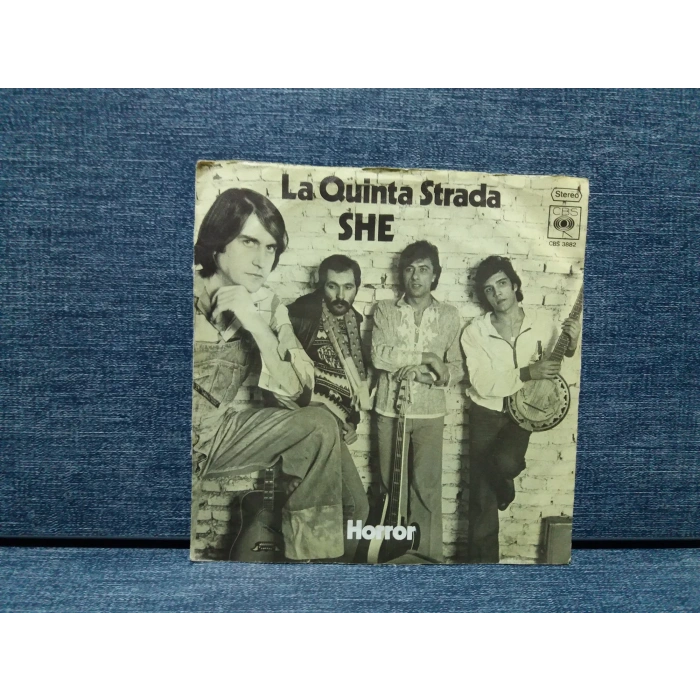 La Quinta Strada
SHE
Stereo
CBS
CBS 3882
Horror